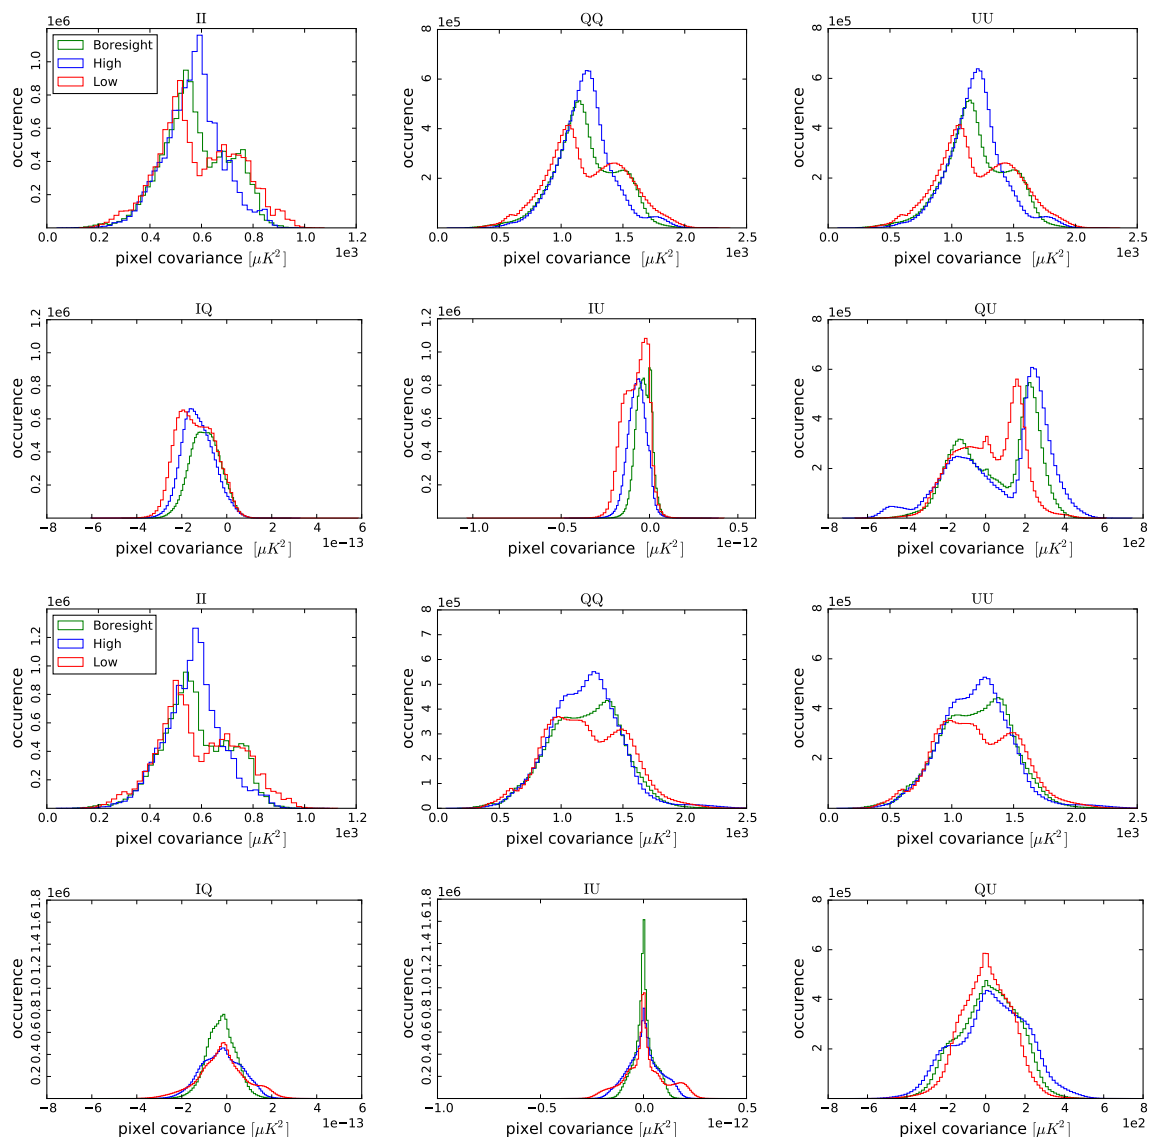 II
1e6
1.2
1.0
0.8
0.6
0.4
0.2
occurence
Boresight
High
Low
0.0 0.2 0.4 0.6 0.8 1.0 1.2
1e3
pixel covariance [μK²]
QQ
1e5
8
6
4
2
0
occurence
0.0 0.5 1.0 1.5 2.0 2.5
1e3
pixel covariance [μK²]
UU
1e5
8
6
4
2
0
occurence
0.0 0.5 1.0 1.5 2.0 2.5
1e3
pixel covariance [μK²]
IQ
1e6
1.2
1.0
0.8
0.6
0.4
0.2
occurence
−8 −6 −4 −2 0 2 4 6
1e−13
pixel covariance [μK²]
IU
1e6
1.2
1.0
0.8
0.6
0.4
0.2
occurence
−1.0 −0.5 0.0 0.5
1e−12
pixel covariance [μK²]
QU
1e5
8
6
4
2
occurence
−8 −6 −4 −2 0 2 4 6 8
1e2
pixel covariance [μK²]
II
1e6
1.4
1.2
1.0
0.8
0.6
0.4
0.2
occurence
Boresight
High
Low
0.0 0.2 0.4 0.6 0.8 1.0 1.2
1e3
pixel covariance [μK²]
QQ
1e5
8
7
6
5
4
3
2
1
0
occurence
0.0 0.5 1.0 1.5 2.0 2.5
1e3
pixel covariance [μK²]
UU
1e5
8
6
4
2
0
occurence
0.0 0.5 1.0 1.5 2.0 2.5
1e3
pixel covariance [μK²]
IQ
1e6
1.8
1.6
1.4
1.2
1.0
0.8
0.6
0.4
0.2
occurence
−8 −6 −4 −2 0 2 4 6
1e−13
pixel covariance [μK²]
IU
1e6
1.8
1.6
1.4
1.2
1.0
0.8
0.6
0.4
0.2
occurence
−1.0 −0.5 0.0 0.5
1e−12
pixel covariance [μK²]
QU
1e5
8
6
4
2
occurence
−8 −6 −4 −2 0 2 4 6 8
1e2
pixel covariance [μK²]